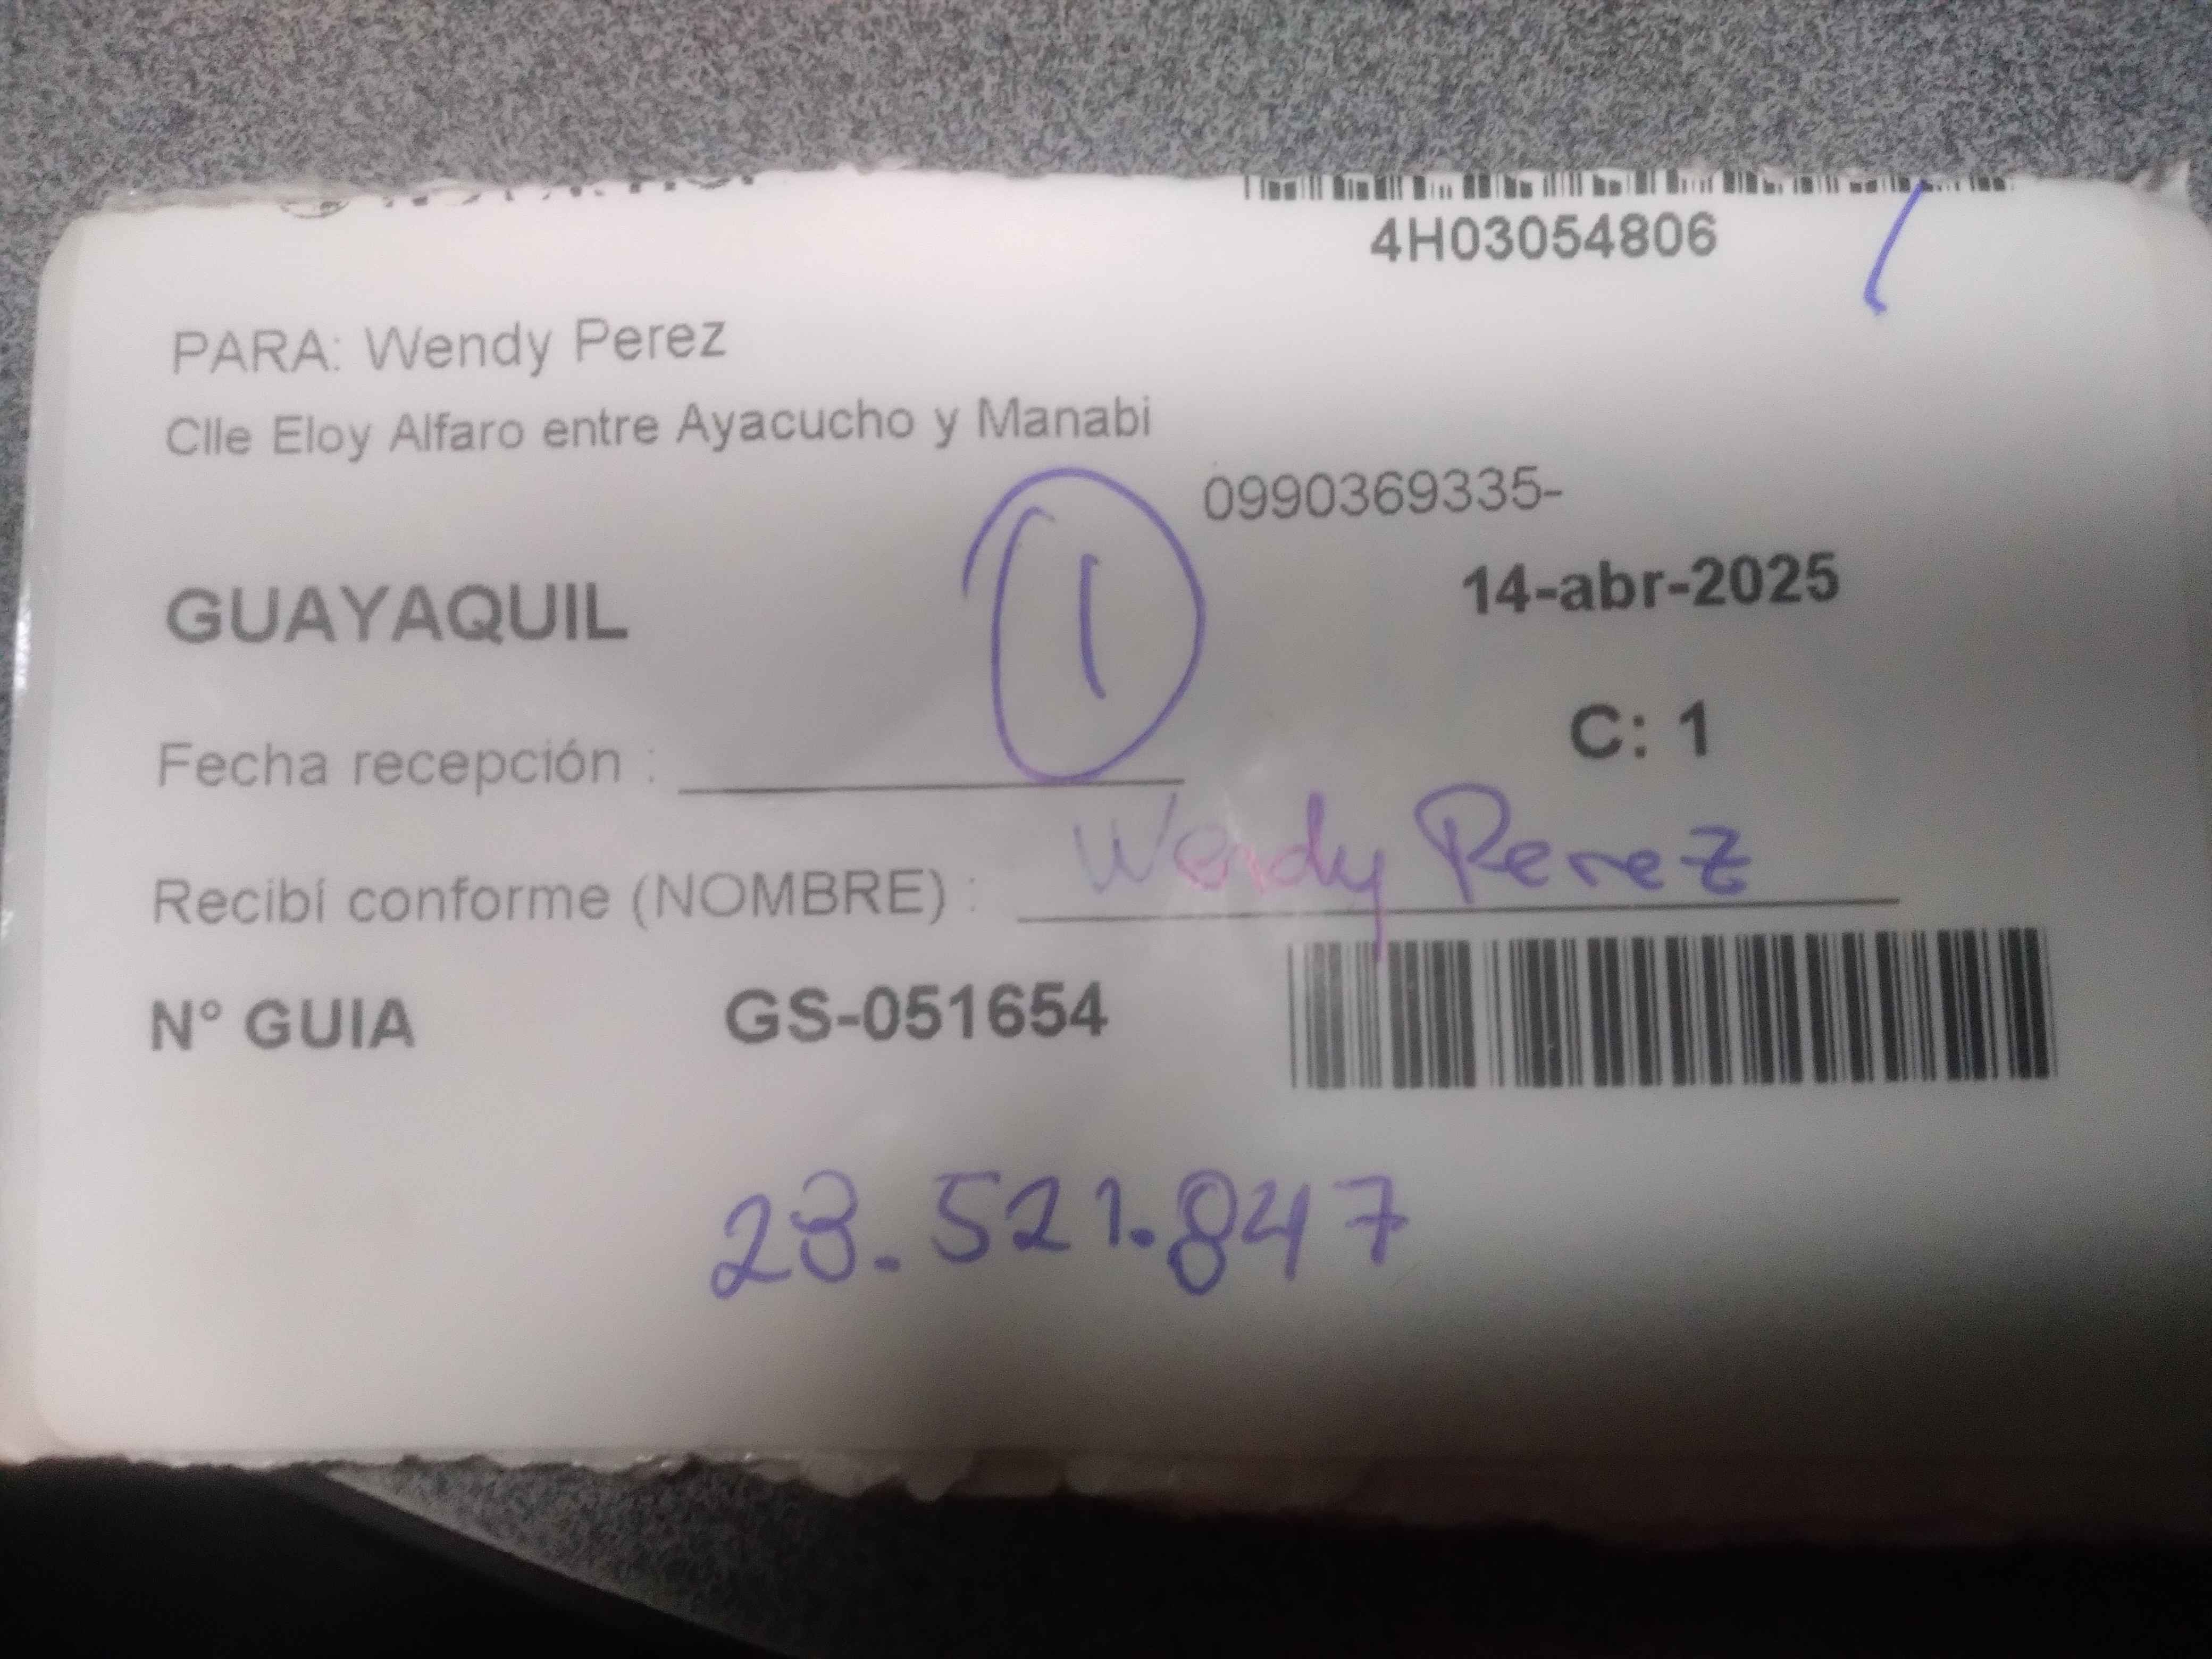 4H03054806
PARA: Wendy Perez
Clle Eloy Alfaro entre Ayacucho y Manabi
0990369335-
GUAYAQUIL
1
14-abr-2025
C: 1
Fecha recepción :
Recibí conforme (NOMBRE) : Wendy Perez
N° GUIA GS-051654
23.521.847